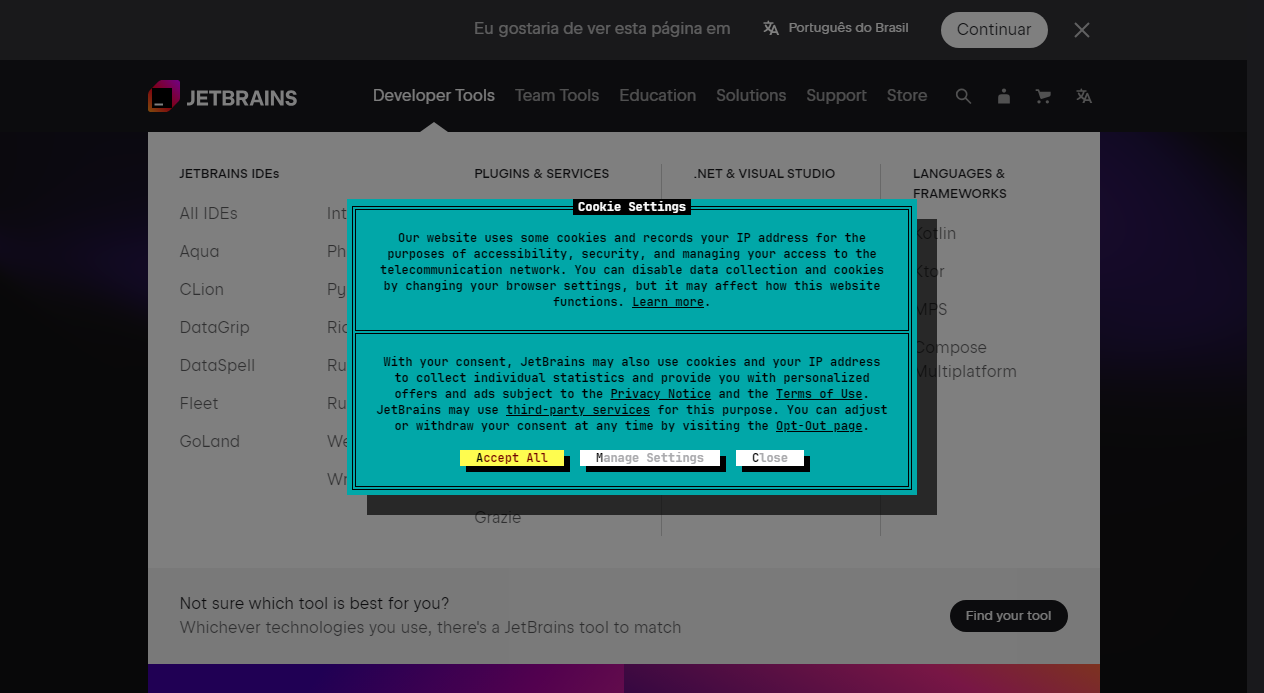 Eu gostaria de ver esta página em
Português do Brasil
Continuar
JETBRAINS
Developer Tools
Team Tools
Education
Solutions
Support
Store
JETBRAINS IDEs
All IDEs
Aqua
CLion
DataGrip
DataSpell
Fleet
GoLand
PLUGINS & SERVICES
Grazie
.NET & VISUAL STUDIO
LANGUAGES &
FRAMEWORKS
Kotlin
Ktor
MPS
Compose
Multiplatform
Cookie Settings
Our website uses some cookies and records your IP address for the
purposes of accessibility, security, and managing your access to the
telecommunication network. You can disable data collection and cookies
by changing your browser settings, but it may affect how this website
functions. Learn more.
With your consent, JetBrains may also use cookies and your IP address
to collect individual statistics and provide you with personalized
offers and ads subject to the Privacy Notice and the Terms of Use.
JetBrains may use third-party services for this purpose. You can adjust
or withdraw your consent at any time by visiting the Opt-Out page.
Accept All
Manage Settings
Close
Not sure which tool is best for you?
Whichever technologies you use, there's a JetBrains tool to match
Find your tool